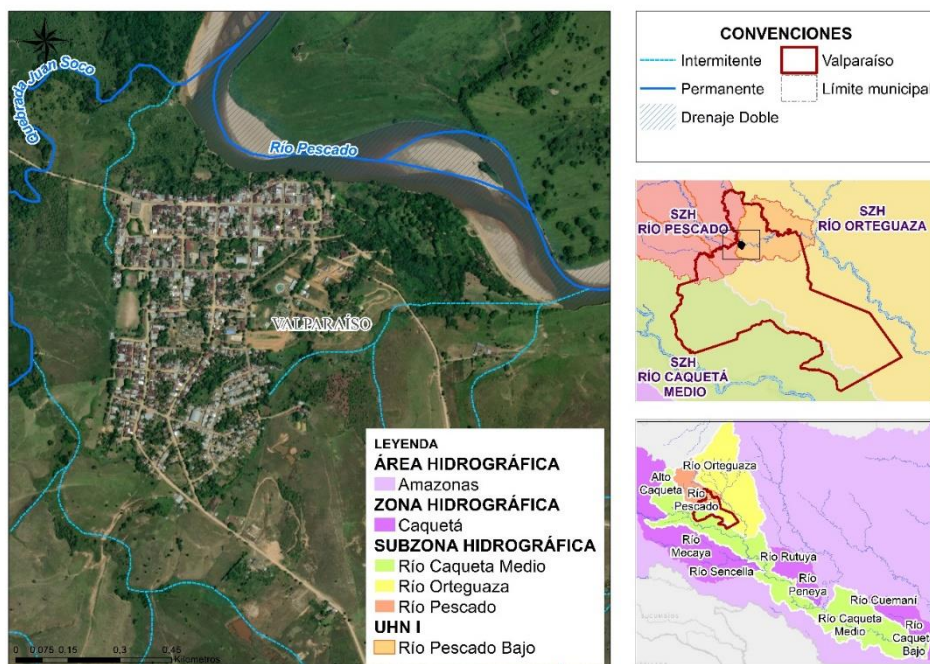 Quebrada Juan Soco
Río Pescado
VALPARAÍSO
0 0,075 0,15 0,3 0,45
Kilometros
LEYENDA
ÁREA HIDROGRÁFICA
Amazonas
ZONA HIDROGRÁFICA
Caquetá
SUBZONA HIDROGRÁFICA
Río Caqueta Medio
Río Orteguaza
Río Pescado
UHN I
Río Pescado Bajo
CONVENCIONES
Intermitente
Valparaíso
Permanente
Límite municipal
Drenaje Doble
SZH
RÍO PESCADO
SZH
RÍO ORTEGUAZA
SZH
RÍO CAQUETÁ
MEDIO
Río Orteguaza
Alto
Caqueta
Río
Pescado
Río
Mecaya
Río Sencella
Río Rutuya
Río
Peneya
Río Cuemaní
Río Caqueta
Medio
Río
Caqueta
Bajo